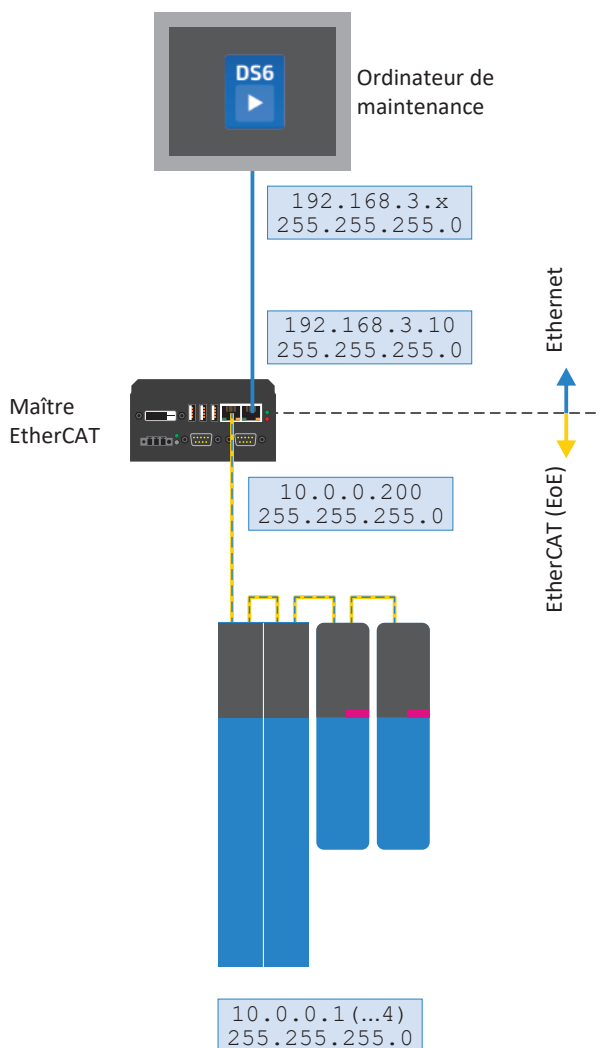 DS6
Ordinateur de
maintenance
192.168.3.x
255.255.255.0
192.168.3.10
255.255.255.0
Ethernet
Maître
EtherCAT
EtherCAT (EoE)
10.0.0.200
255.255.255.0
10.0.0.1(...4)
255.255.255.0